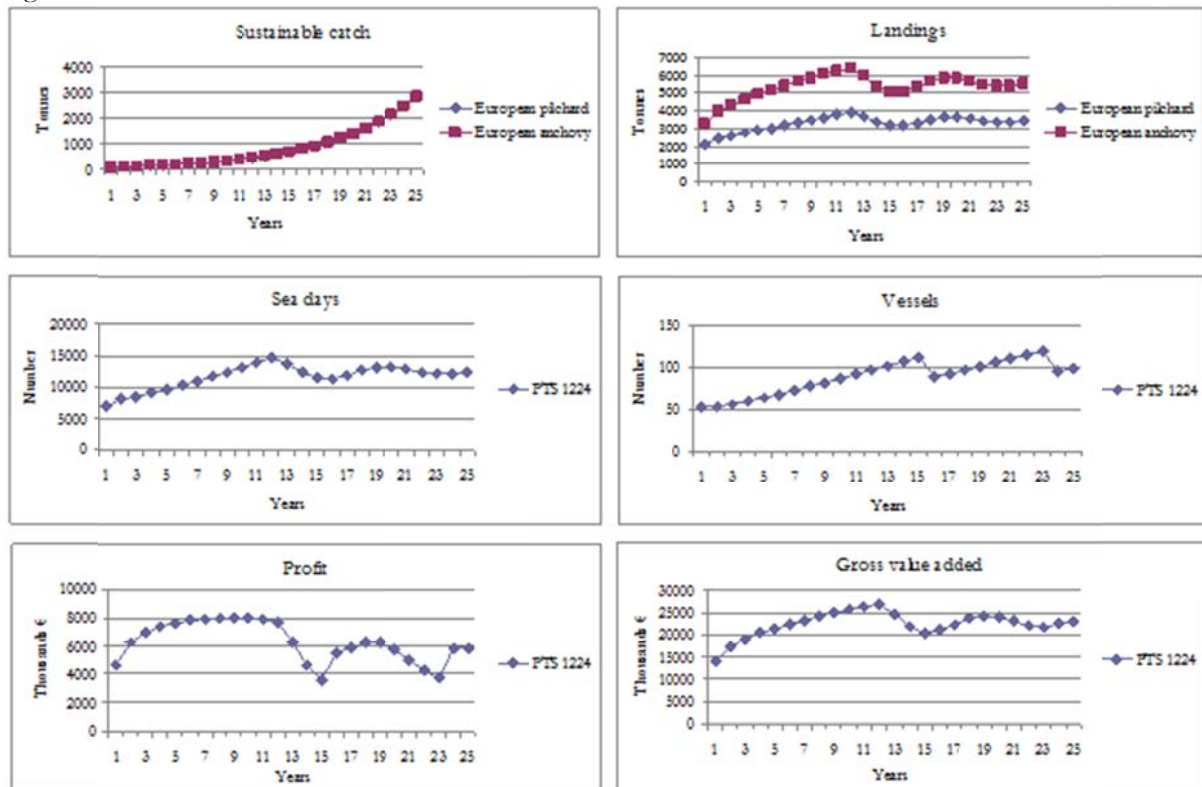 Sustainable catch
4000
3000
2000
1000
0
Tonnes
1 3 5 7 9 11 13 15 17 19 21 23 25
Years
European pilchard
European anchovy
Landings
7000
6000
5000
4000
3000
2000
1000
0
Tonnes
1 3 5 7 9 11 13 15 17 19 21 23 25
Years
European pilchard
European anchovy
Sea days
20000
15000
10000
5000
0
Number
1 3 5 7 9 11 13 15 17 19 21 23 25
Years
PTS 1224
Vessels
150
100
50
0
Number
1 3 5 7 9 11 13 15 17 19 21 23 25
Years
PTS 1224
Profit
10000
8000
6000
4000
2000
0
Thousands €
1 3 5 7 9 11 13 15 17 19 21 23 25
Years
PTS 1224
Gross value added
30000
25000
20000
15000
10000
5000
0
Thousands €
1 3 5 7 9 11 13 15 17 19 21 23 25
Years
PTS 1224